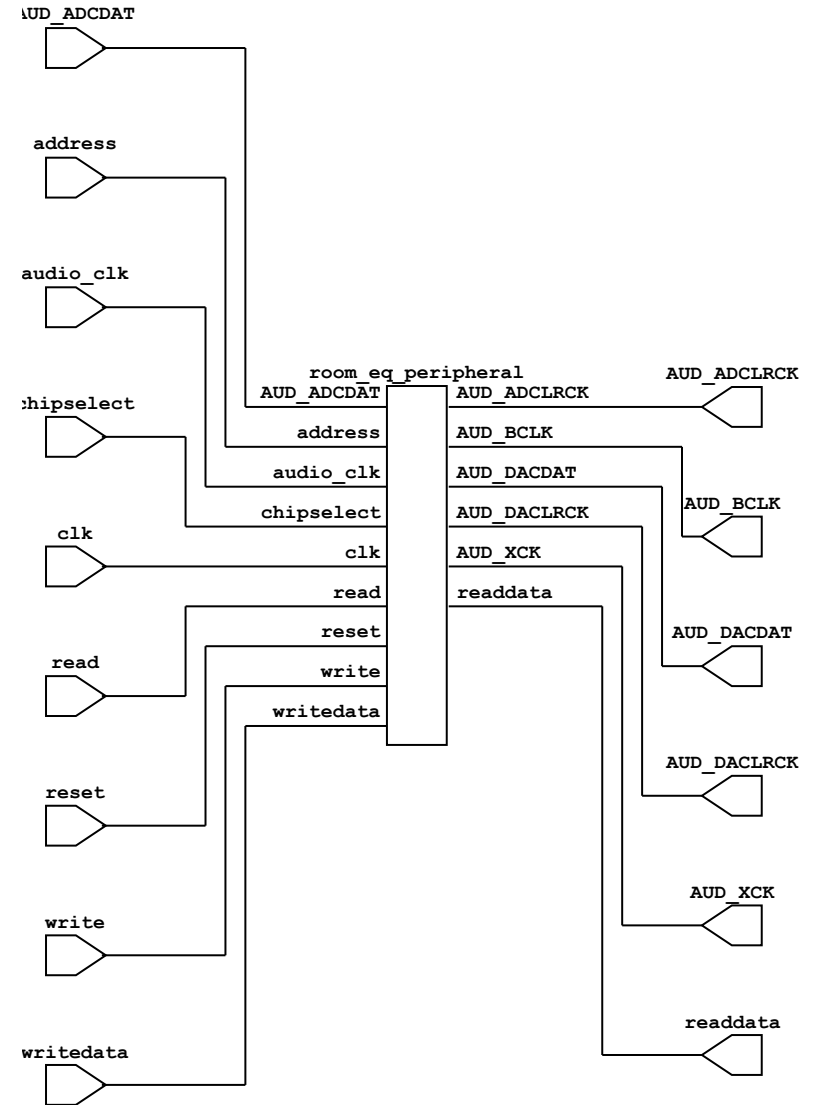 AUD_ADCDAT
address
audio_clk
chipselect
clk
read
reset
write
writedata
room_eq_peripheral
AUD_ADCDAT
address
audio_clk
chipselect
clk
read
reset
write
writedata
AUD_ADCLRCK
AUD_BCLK
AUD_DACDAT
AUD_DACLRCK
AUD_XCK
readdata
AUD_ADCLRCK
AUD_BCLK
AUD_DACDAT
AUD_DACLRCK
AUD_XCK
readdata